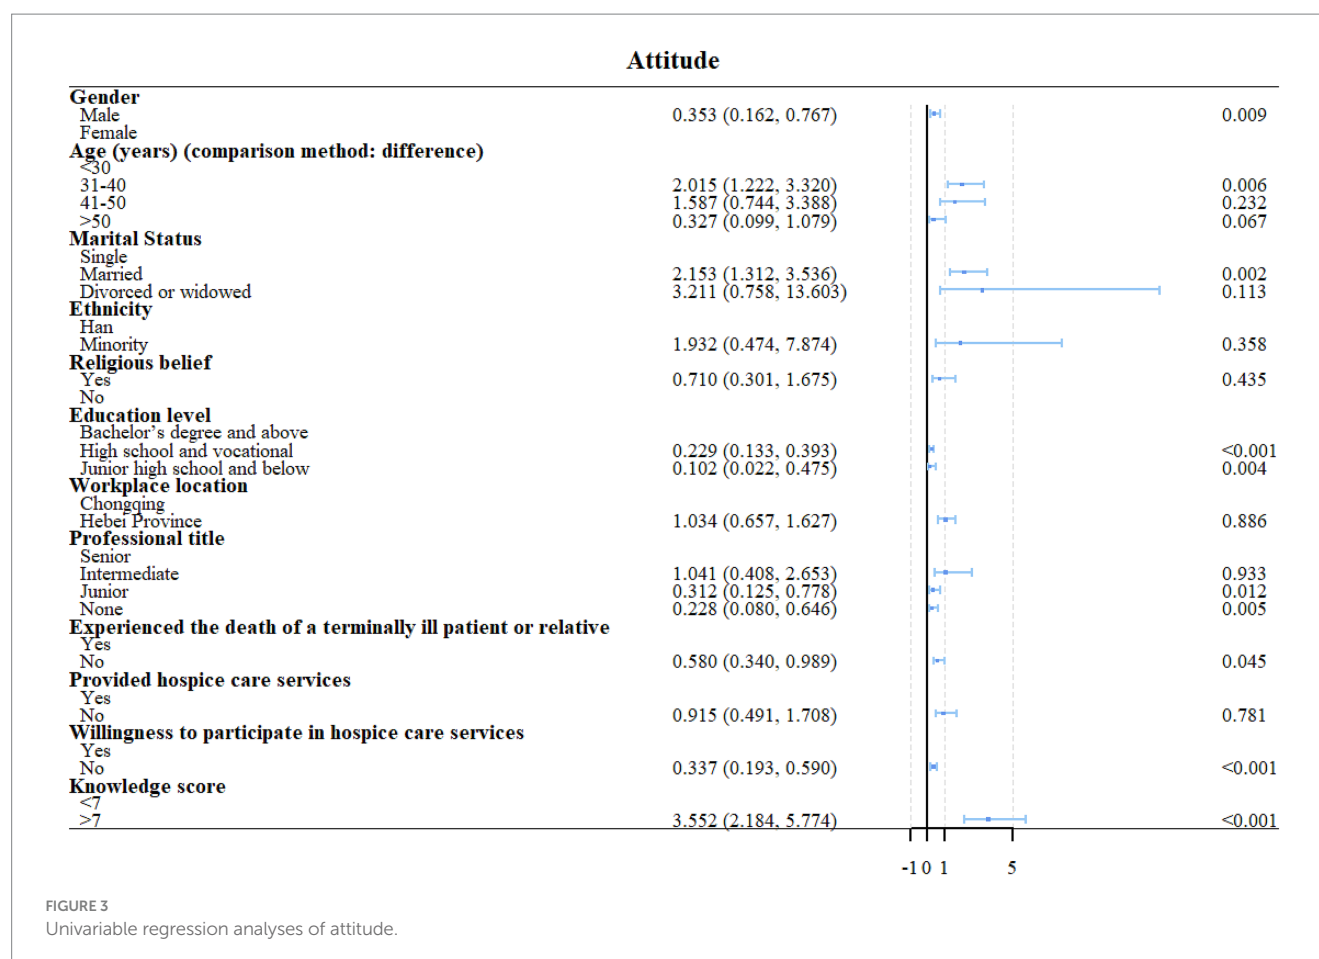 Attitude
Gender
Male 0.353 (0.162, 0.767) 0.009
Female
Age (years) (comparison method: difference)
<30
31-40 2.015 (1.222, 3.320) 0.006
41-50 1.587 (0.744, 3.388) 0.232
>50 0.327 (0.099, 1.079) 0.067
Marital Status
Single
Married 2.153 (1.312, 3.536) 0.002
Divorced or widowed 3.211 (0.758, 13.603) 0.113
Ethnicity
Han
Minority 1.932 (0.474, 7.874) 0.358
Religious belief
Yes 0.710 (0.301, 1.675) 0.435
No
Education level
Bachelor's degree and above
High school and vocational 0.229 (0.133, 0.393) <0.001
Junior high school and below 0.102 (0.022, 0.475) 0.004
Workplace location
Chongqing
Hebei Province 1.034 (0.657, 1.627) 0.886
Professional title
Senior
Intermediate 1.041 (0.408, 2.653) 0.933
Junior 0.312 (0.125, 0.778) 0.012
None 0.228 (0.080, 0.646) 0.005
Experienced the death of a terminally ill patient or relative
Yes
No 0.580 (0.340, 0.989) 0.045
Provided hospice care services
Yes
No 0.915 (0.491, 1.708) 0.781
Willingness to participate in hospice care services
Yes
No 0.337 (0.193, 0.590) <0.001
Knowledge score
<7
>7 3.552 (2.184, 5.774) <0.001
-1 0 1 5
FIGURE 3
Univariable regression analyses of attitude.